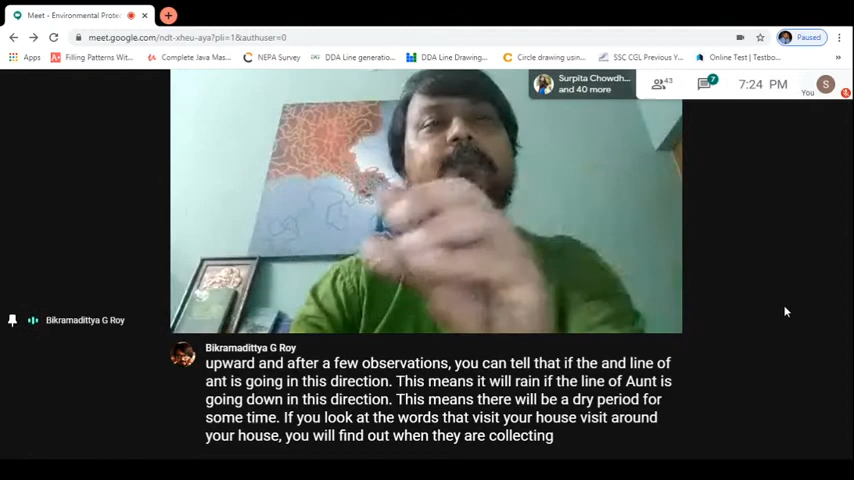 Meet - Environmental Protec
meet.google.com/ndt-xheu-aya?pli=1&authuser=0
Paused
Apps
Filling Patterns Wit...
Complete Java Mas...
NEPA Survey
DDA Line generatio...
DDA Line Drawing...
Circle drawing usin...
SSC CGL Previous Y...
Online Test | Testbo...
Surpita Chowdh...
and 40 more
43
7
7:24 PM
You
S
Bikramadittya G Roy
Bikramadittya G Roy
upward and after a few observations, you can tell that if the and line of
ant is going in this direction. This means it will rain if the line of Aunt is
going down in this direction. This means there will be a dry period for
some time. If you look at the words that visit your house visit around
your house, you will find out when they are collecting